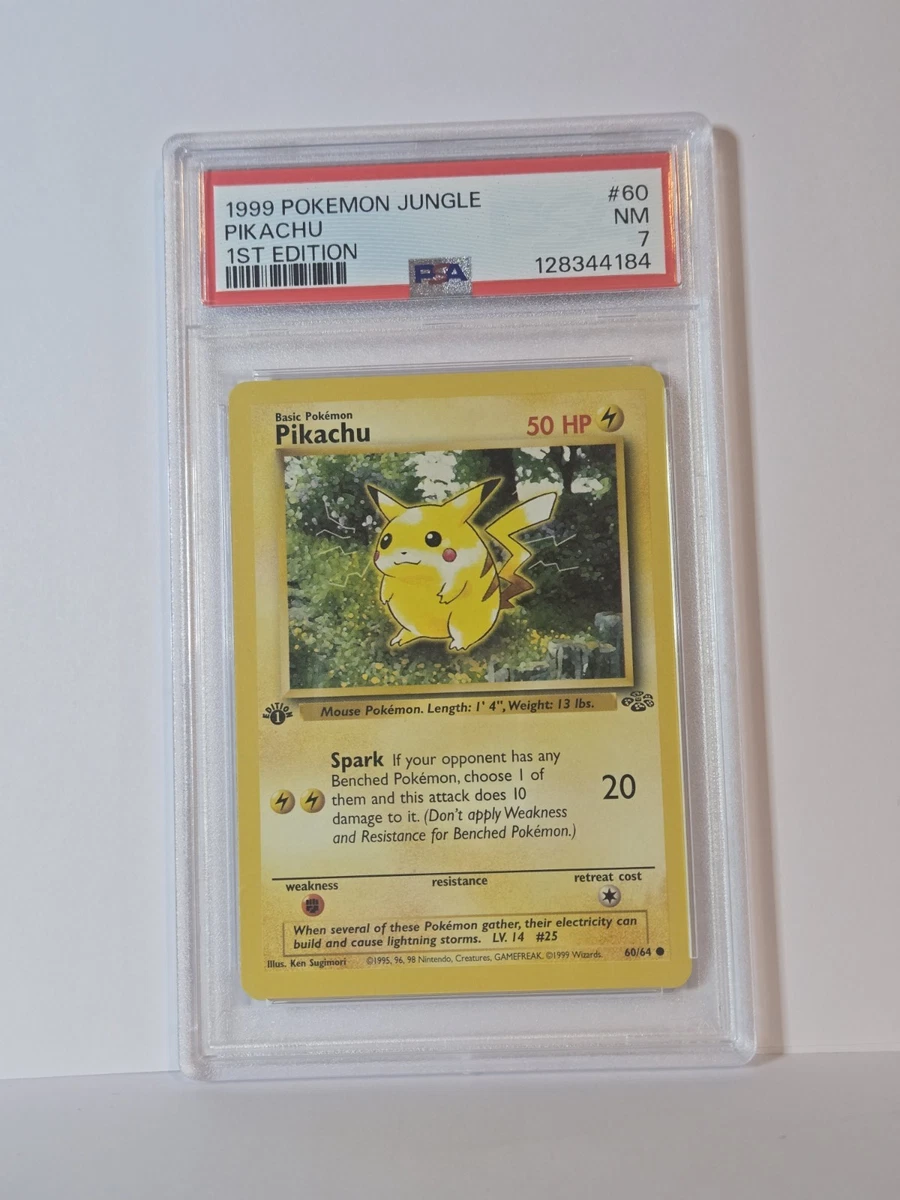 1999 POKEMON JUNGLE #60
PIKACHU NM
1ST EDITION 7
PSA 128344184
Basic Pokémon
Pikachu 50 HP
EDITION 1
Mouse Pokémon. Length: 1' 4", Weight: 13 lbs.
Spark If your opponent has any
Benched Pokémon, choose 1 of
them and this attack does 10
damage to it. (Don't apply Weakness
and Resistance for Benched Pokémon.)
20
weakness resistance retreat cost
When several of these Pokémon gather, their electricity can
build and cause lightning storms. LV. 14 #25
Illus. Ken Sugimori ©1995, 96, 98 Nintendo, Creatures, GAMEFREAK. ©1999 Wizards. 60/64